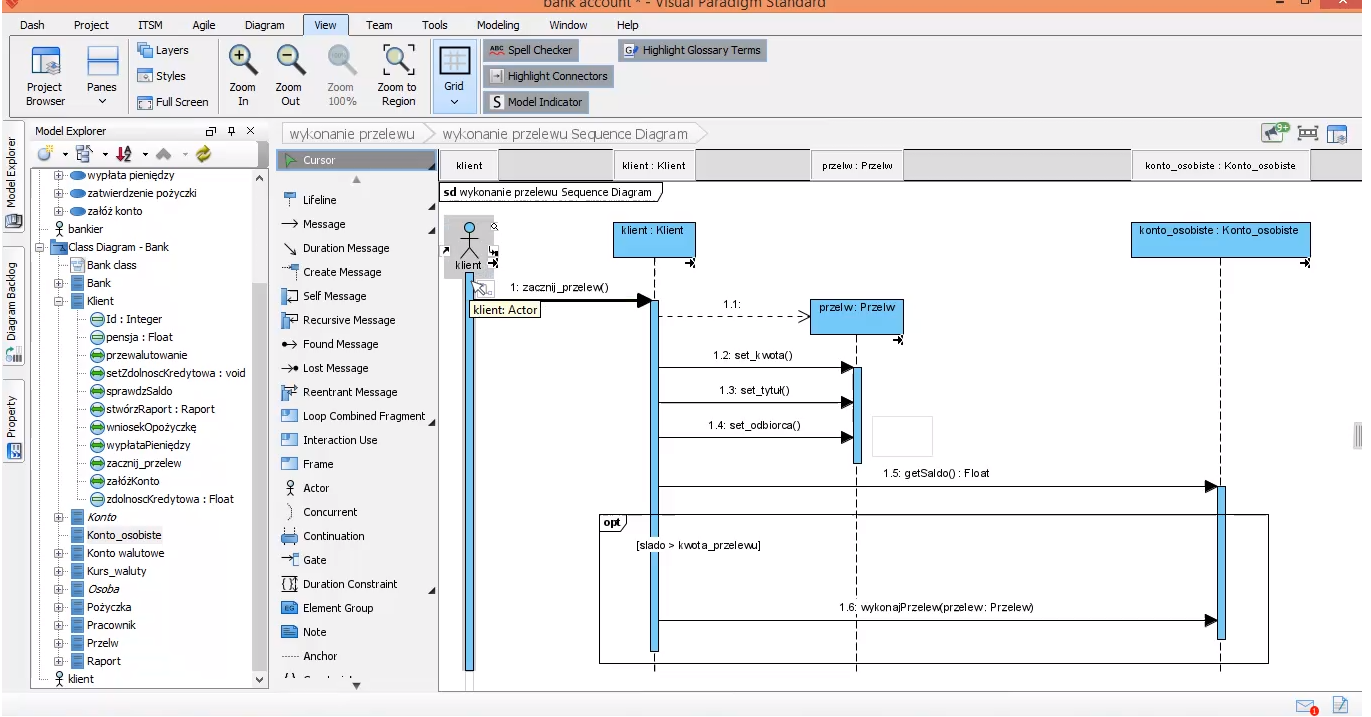 bank account * - Visual Paradigm Standard
Dash Project ITSM Agile Diagram View Team Tools Modeling Window Help
Project Browser
Panes
Layers
Styles
Full Screen
Zoom In
Zoom Out
Zoom 100%
Zoom to Region
Grid
ABC Spell Checker
Highlight Connectors
S Model Indicator
G Highlight Glossary Terms
Model Explorer
Diagram Backlog
Property
Model Explorer
wypłata pieniędzy
zatwierdzenie pożyczki
załóż konto
bankier
Class Diagram - Bank
Bank class
Bank
Klient
Id : Integer
pensja : Float
przewalutowanie
setZdolnoscKredytowa : void
sprawdzSaldo
stwórzRaport : Raport
wniosekOpożyczkę
wypłataPieniędzy
zacznij_przelew
załóżKonto
zdolnoscKredytowa : Float
Konto
Konto_osobiste
Konto walutowe
Kurs_waluty
Osoba
Pożyczka
Pracownik
Przelw
Raport
klient
wykonanie przelewu
wykonanie przelewu Sequence Diagram
9+
Cursor
Lifeline
Message
Duration Message
Create Message
Self Message
Recursive Message
Found Message
Lost Message
Reentrant Message
Loop Combined Fragment
Interaction Use
Frame
Actor
Concurrent
Continuation
Gate
Duration Constraint
EG Element Group
Note
Anchor
klient
klient : Klient
przelw : Przelw
konto_osobiste : Konto_osobiste
sd wykonanie przelewu Sequence Diagram
klient
klient : Klient
konto_osobiste : Konto_osobiste
1: zacznij_przelew()
klient: Actor
1.1:
przelw : Przelw
1.2: set_kwota()
1.3: set_tytuł()
1.4: set_odbiorca()
1.5: getSaldo() : Float
opt
[slado > kwota_przelewu]
1.6: wykonajPrzelew(przelew : Przelew)
1